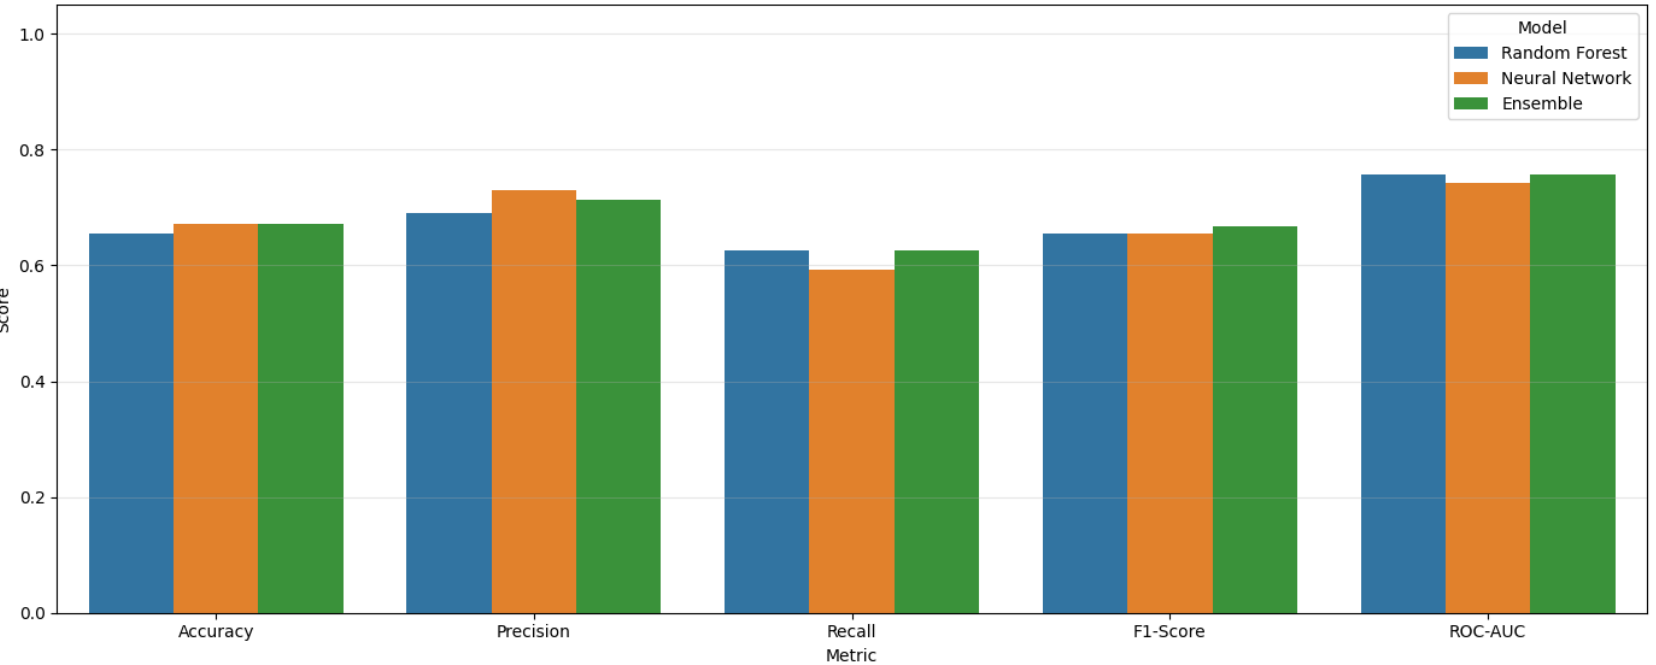 1.0
0.8
0.6
0.4
0.2
0.0
Score
Model
Random Forest
Neural Network
Ensemble
Accuracy
Precision
Recall
F1-Score
ROC-AUC
Metric